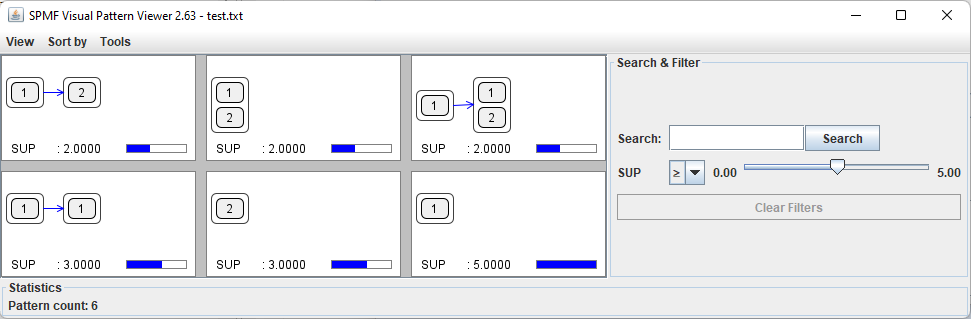 SPMF Visual Pattern Viewer 2.63 - test.txt
View Sort by Tools
1 2
SUP : 2.0000
1
2
SUP : 2.0000
1 1
2
SUP : 2.0000
1 1
SUP : 3.0000
2
SUP : 3.0000
1
SUP : 5.0000
Search & Filter
Search: Search
SUP ≥ 0.00 5.00
Clear Filters
Statistics
Pattern count: 6